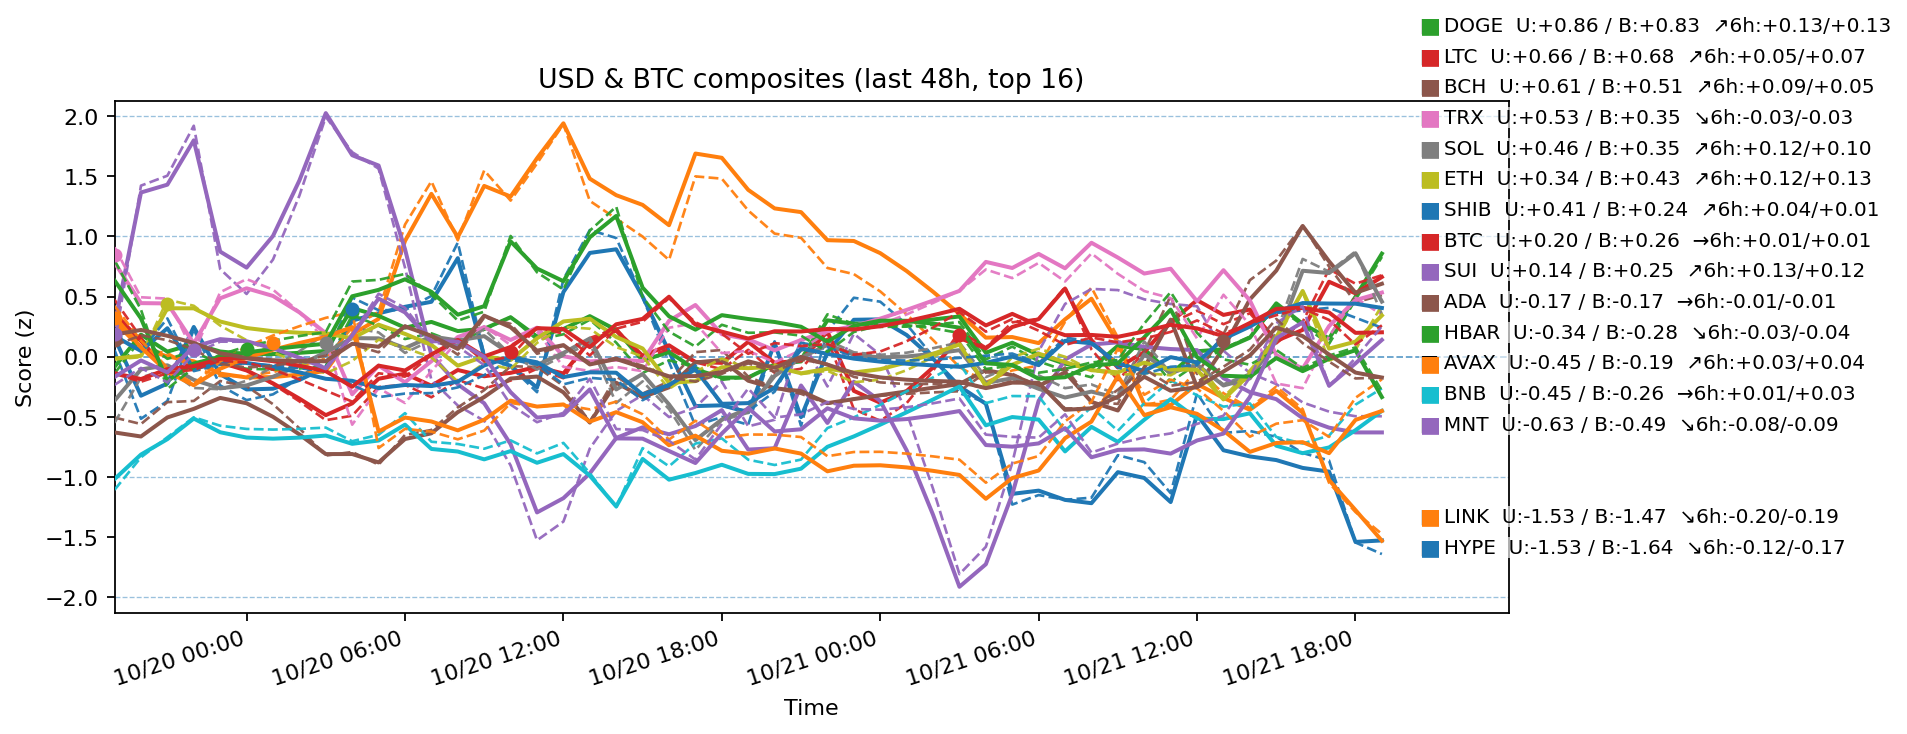 USD & BTC composites (last 48h, top 16)
DOGE U:+0.86 / B:+0.83 ↗6h:+0.13/+0.13
LTC U:+0.66 / B:+0.68 ↗6h:+0.05/+0.07
BCH U:+0.61 / B:+0.51 ↗6h:+0.09/+0.05
TRX U:+0.53 / B:+0.35 ↘6h:-0.03/-0.03
SOL U:+0.46 / B:+0.35 ↗6h:+0.12/+0.10
ETH U:+0.34 / B:+0.43 ↗6h:+0.12/+0.13
SHIB U:+0.41 / B:+0.24 ↗6h:+0.04/+0.01
BTC U:+0.20 / B:+0.26 →6h:+0.01/+0.01
SUI U:+0.14 / B:+0.25 ↗6h:+0.13/+0.12
ADA U:-0.17 / B:-0.17 →6h:-0.01/-0.01
HBAR U:-0.34 / B:-0.28 ↘6h:-0.03/-0.04
AVAX U:-0.45 / B:-0.19 ↗6h:+0.03/+0.04
BNB U:-0.45 / B:-0.26 →6h:+0.01/+0.03
MNT U:-0.63 / B:-0.49 ↘6h:-0.08/-0.09
LINK U:-1.53 / B:-1.47 ↘6h:-0.20/-0.19
HYPE U:-1.53 / B:-1.64 ↘6h:-0.12/-0.17
Score (z)
2.0
1.5
1.0
0.5
0.0
−0.5
−1.0
−1.5
−2.0
10/20 00:00
10/20 06:00
10/20 12:00
10/20 18:00
10/21 00:00
10/21 06:00
10/21 12:00
10/21 18:00
Time